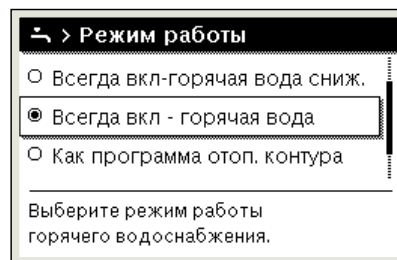 > Режим работы
Всегда вкл-горячая вода сниж.
Всегда вкл - горячая вода
Как программа отоп. контура
Выберите режим работы
горячего водоснабжения.